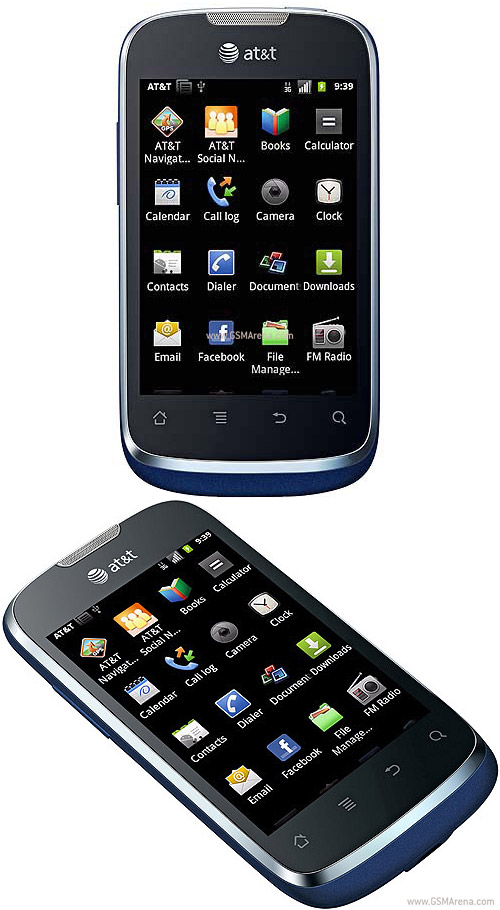 at&t
AT&T 3G 9:39
GPS
AT&T AT&T Books Calculator
Navigat... Social N...
Calendar Call log Camera Clock
Contacts Dialer Document Downloads
www.GSMArena.com
Email Facebook File FM Radio
Manage...
at&t
AT&T 3G 9:39
GPS
AT&T AT&T Books Calculator
Navigat... Social N...
Calendar Call log Camera Clock
Contacts Dialer Document Downloads
Email Facebook File FM Radio
Manage...
www.GSMArena.com